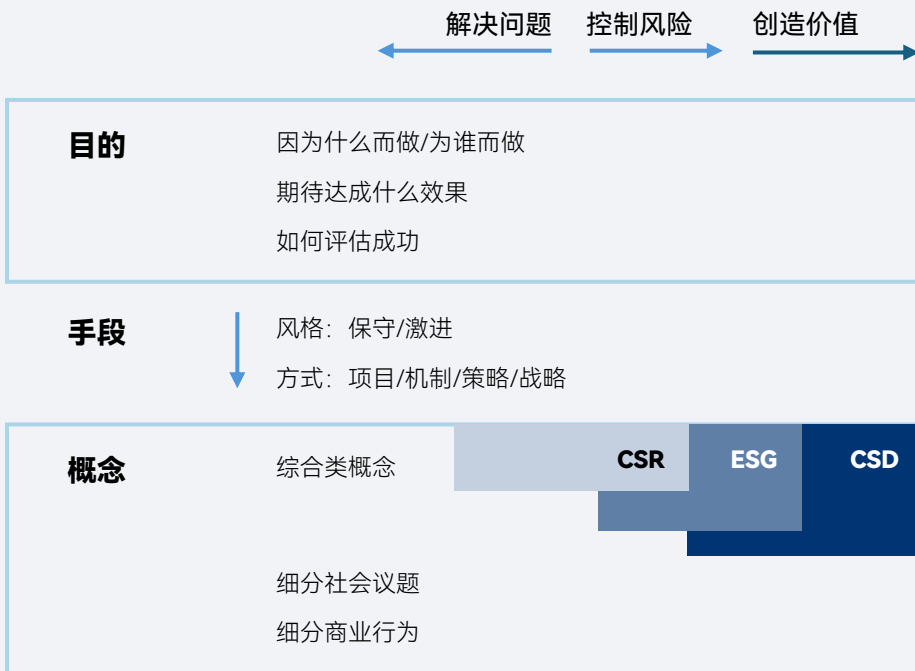 解决问题 控制风险 创造价值
目的 因为什么而做/为谁而做
期待达成什么效果
如何评估成功
手段 风格：保守/激进
方式：项目/机制/策略/战略
概念 综合类概念 CSR ESG CSD
细分社会议题
细分商业行为